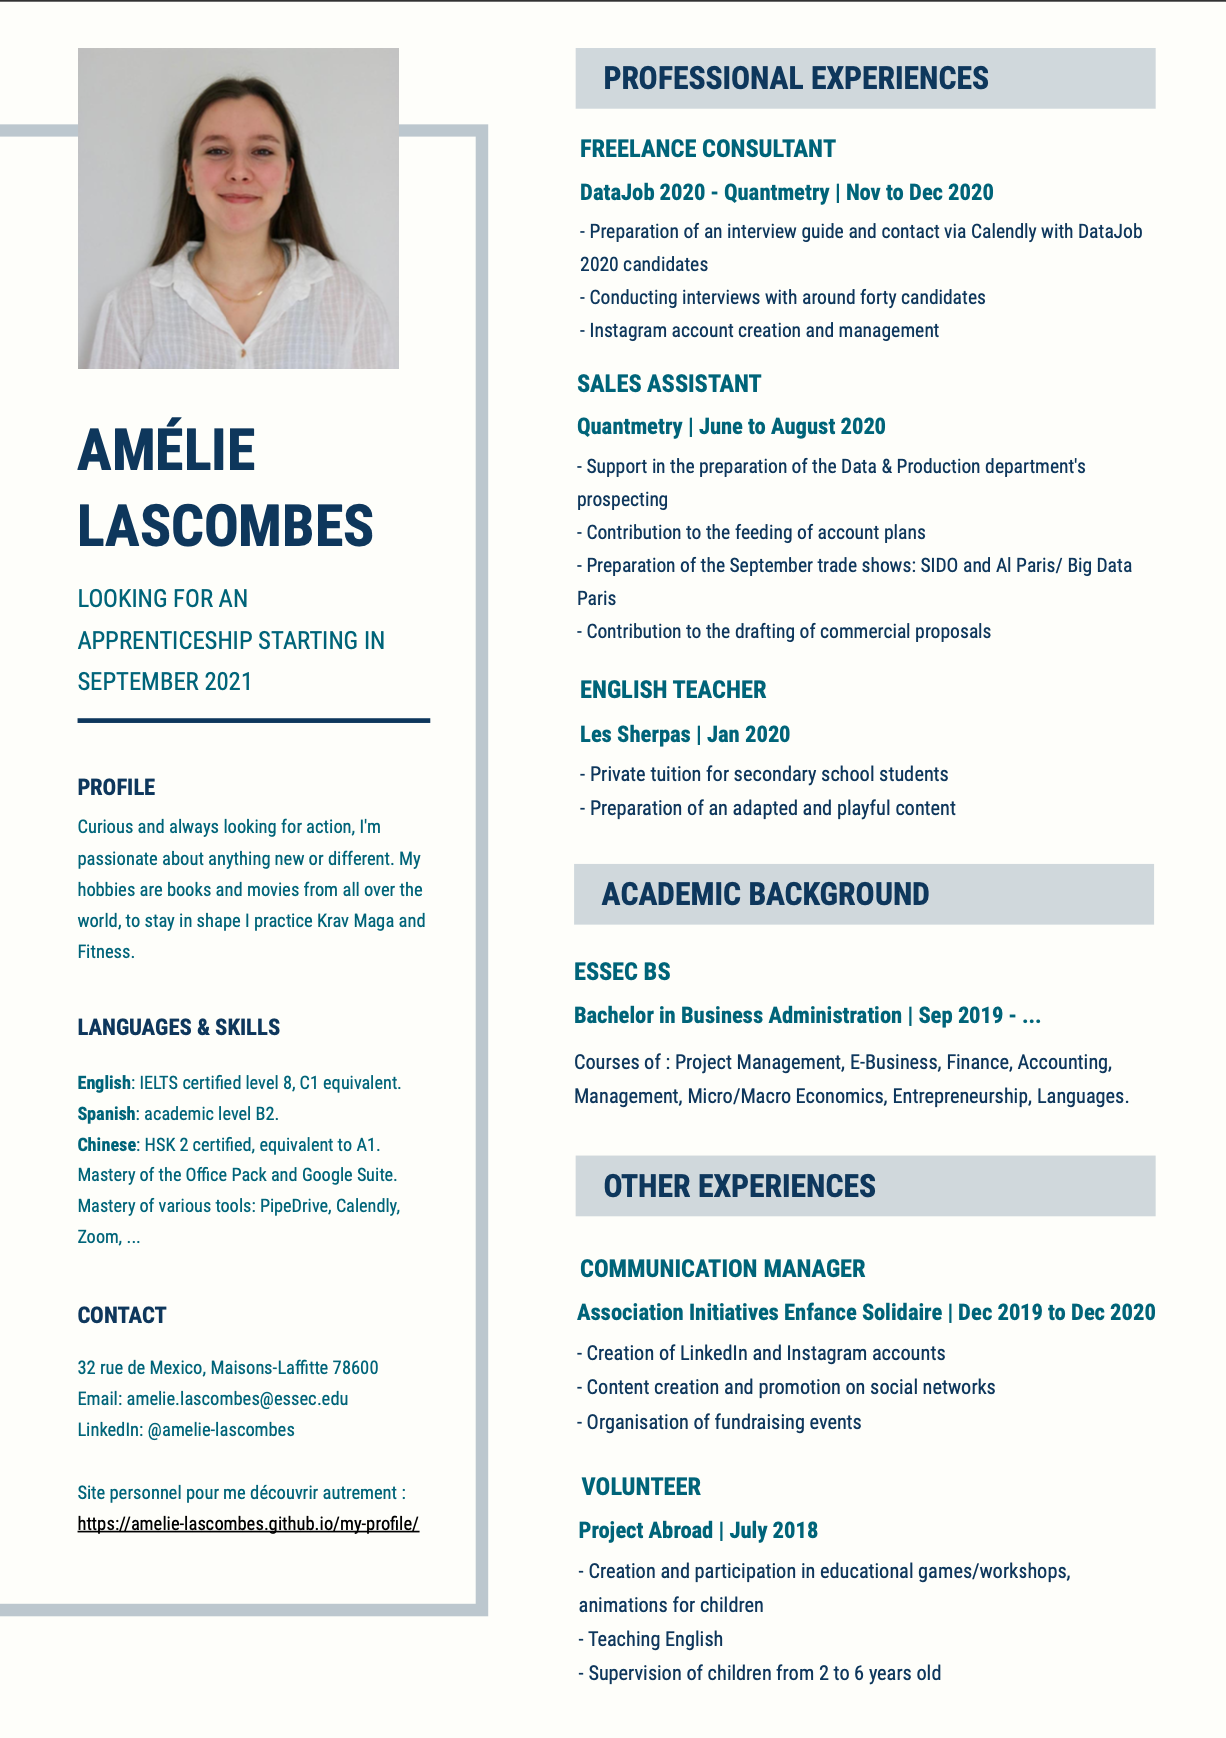 AMÉLIE
LASCOMBES
LOOKING FOR AN
APPRENTICESHIP STARTING IN
SEPTEMBER 2021
PROFILE
Curious and always looking for action, I'm
passionate about anything new or different. My
hobbies are books and movies from all over the
world, to stay in shape I practice Krav Maga and
Fitness.
LANGUAGES & SKILLS
English: IELTS certified level 8, C1 equivalent.
Spanish: academic level B2.
Chinese: HSK 2 certified, equivalent to A1.
Mastery of the Office Pack and Google Suite.
Mastery of various tools: PipeDrive, Calendly,
Zoom, ...
CONTACT
32 rue de Mexico, Maisons-Laffitte 78600
Email: amelie.lascombes@essec.edu
LinkedIn: @amelie-lascombes
Site personnel pour me découvrir autrement :
https://amelie-lascombes.github.io/my-profile/
PROFESSIONAL EXPERIENCES
FREELANCE CONSULTANT
DataJob 2020 - Quantmetry | Nov to Dec 2020
- Preparation of an interview guide and contact via Calendly with DataJob
2020 candidates
- Conducting interviews with around forty candidates
- Instagram account creation and management
SALES ASSISTANT
Quantmetry | June to August 2020
- Support in the preparation of the Data & Production department's
prospecting
- Contribution to the feeding of account plans
- Preparation of the September trade shows: SIDO and Al Paris/ Big Data
Paris
- Contribution to the drafting of commercial proposals
ENGLISH TEACHER
Les Sherpas | Jan 2020
- Private tuition for secondary school students
- Preparation of an adapted and playful content
ACADEMIC BACKGROUND
ESSEC BS
Bachelor in Business Administration | Sep 2019 - ...
Courses of : Project Management, E-Business, Finance, Accounting,
Management, Micro/Macro Economics, Entrepreneurship, Languages.
OTHER EXPERIENCES
COMMUNICATION MANAGER
Association Initiatives Enfance Solidaire | Dec 2019 to Dec 2020
- Creation of LinkedIn and Instagram accounts
- Content creation and promotion on social networks
- Organisation of fundraising events
VOLUNTEER
Project Abroad | July 2018
- Creation and participation in educational games/workshops,
animations for children
- Teaching English
- Supervision of children from 2 to 6 years old